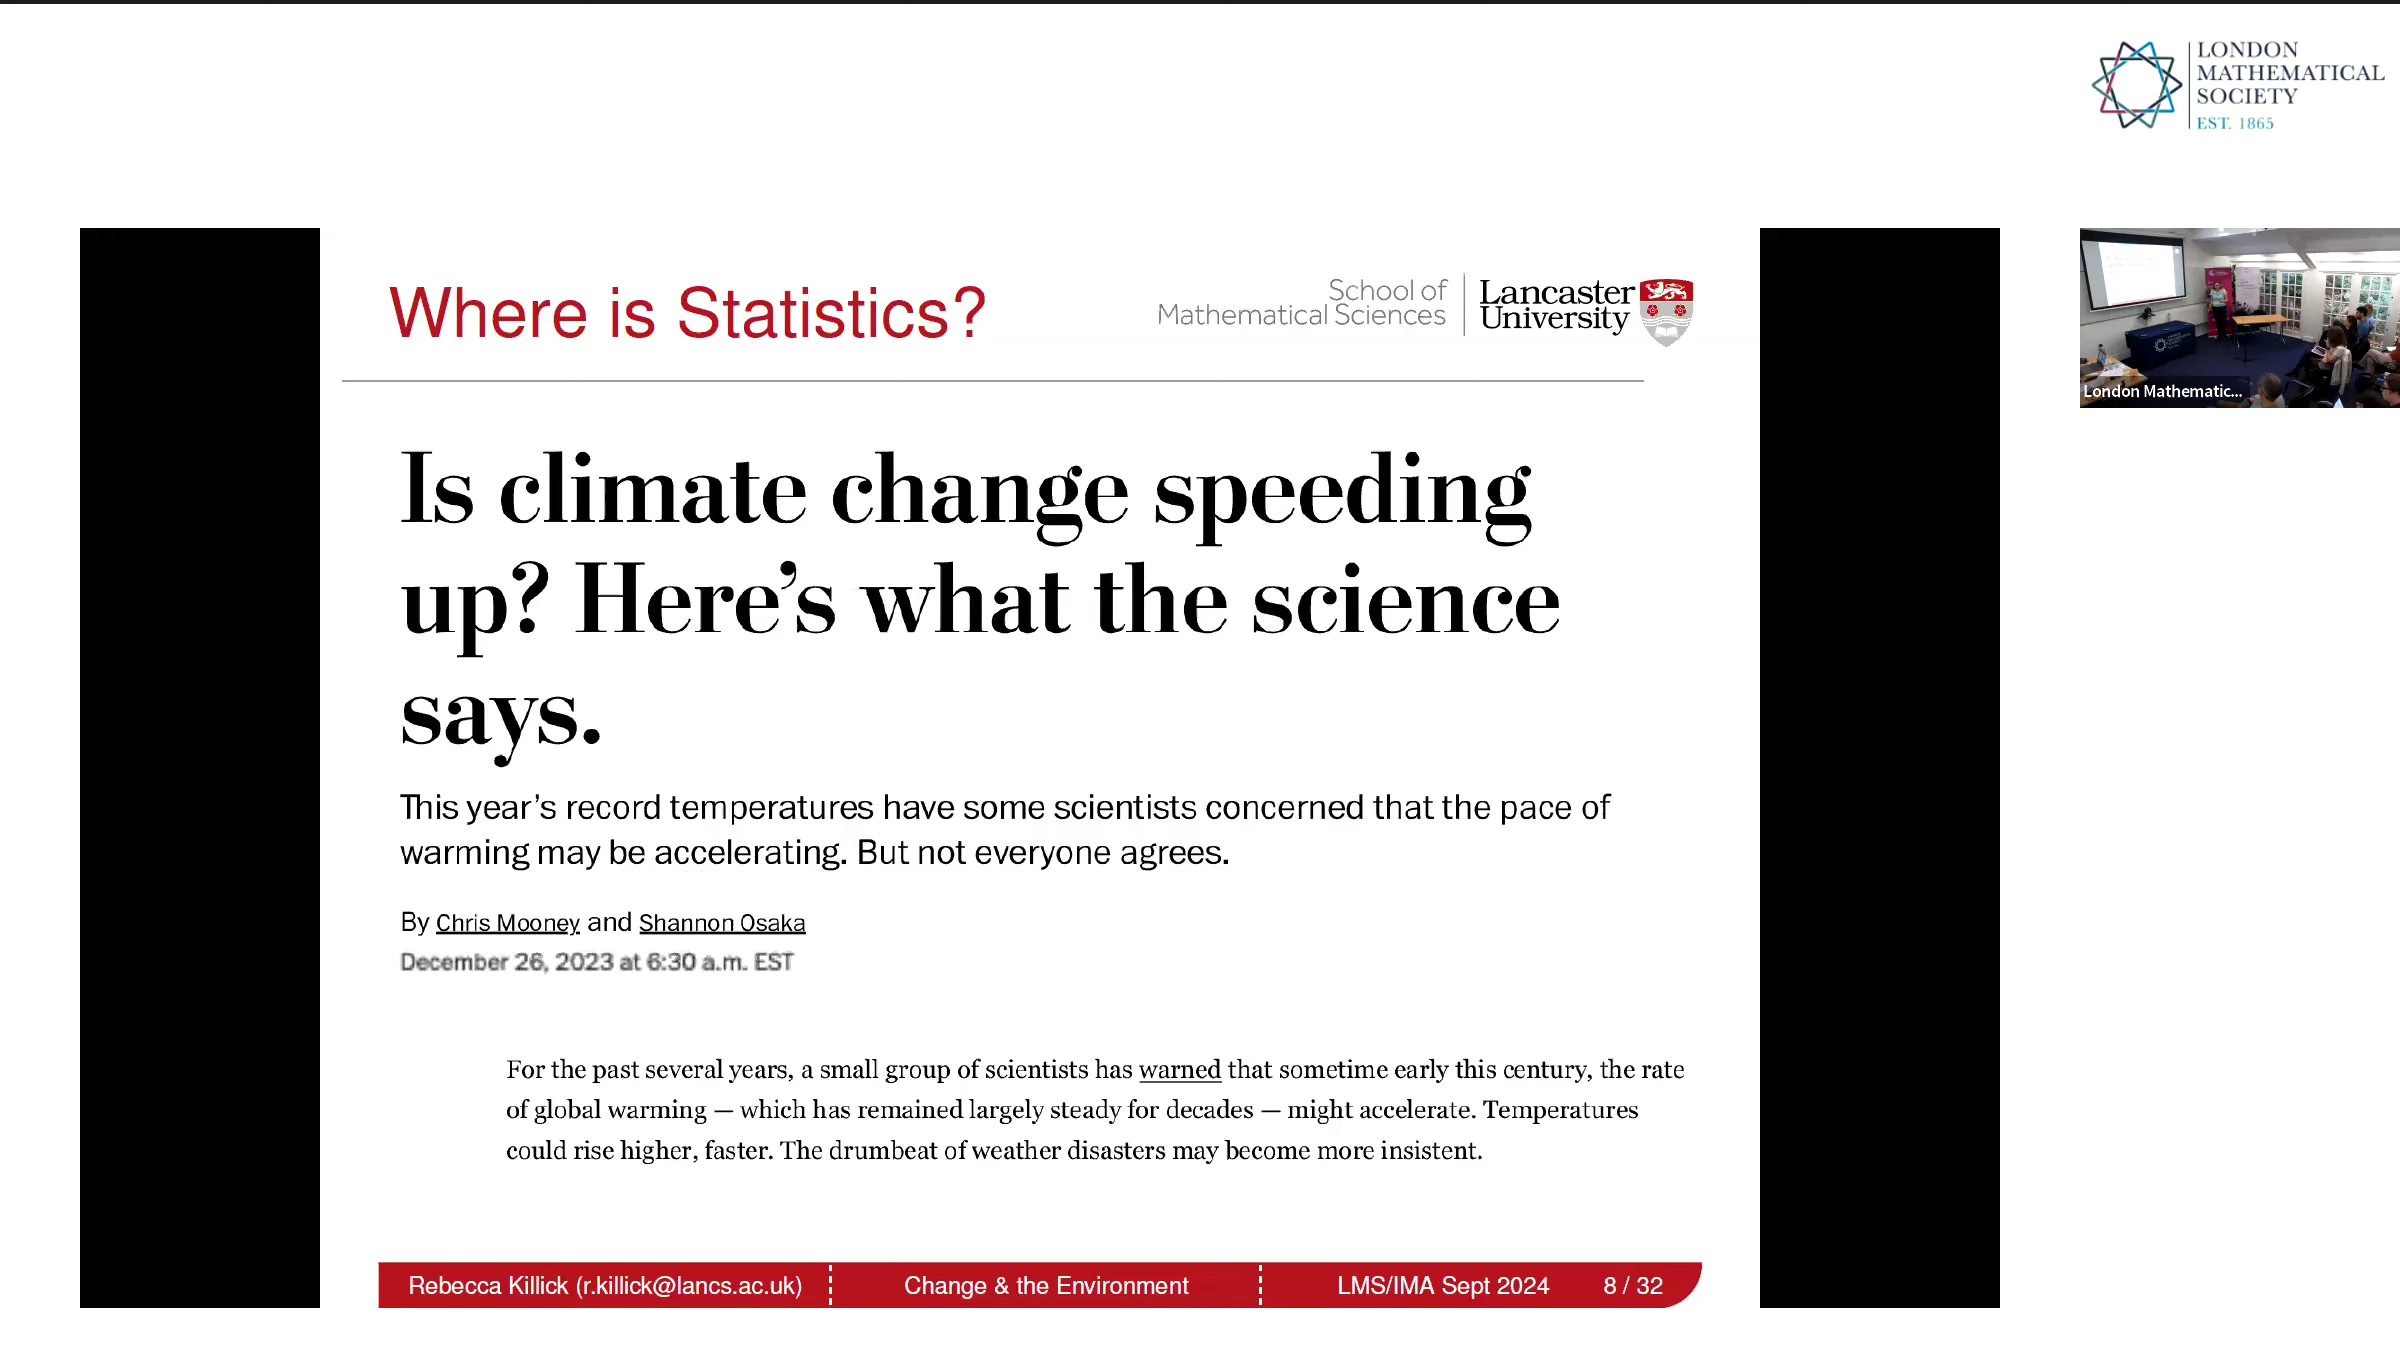 LONDON
MATHEMATICAL
SOCIETY
EST. 1865
Where is Statistics?
School of
Mathematical Sciences
Lancaster
University
London Mathematic...
Is climate change speeding
up? Here’s what the science
says.
This year’s record temperatures have some scientists concerned that the pace of
warming may be accelerating. But not everyone agrees.
By Chris Mooney and Shannon Osaka
December 26, 2023 at 6:30 a.m. EST
For the past several years, a small group of scientists has warned that sometime early this century, the rate
of global warming — which has remained largely steady for decades — might accelerate. Temperatures
could rise higher, faster. The drumbeat of weather disasters may become more insistent.
Rebecca Killick (r.killick@lancs.ac.uk) Change & the Environment LMS/IMA Sept 2024 8 / 32